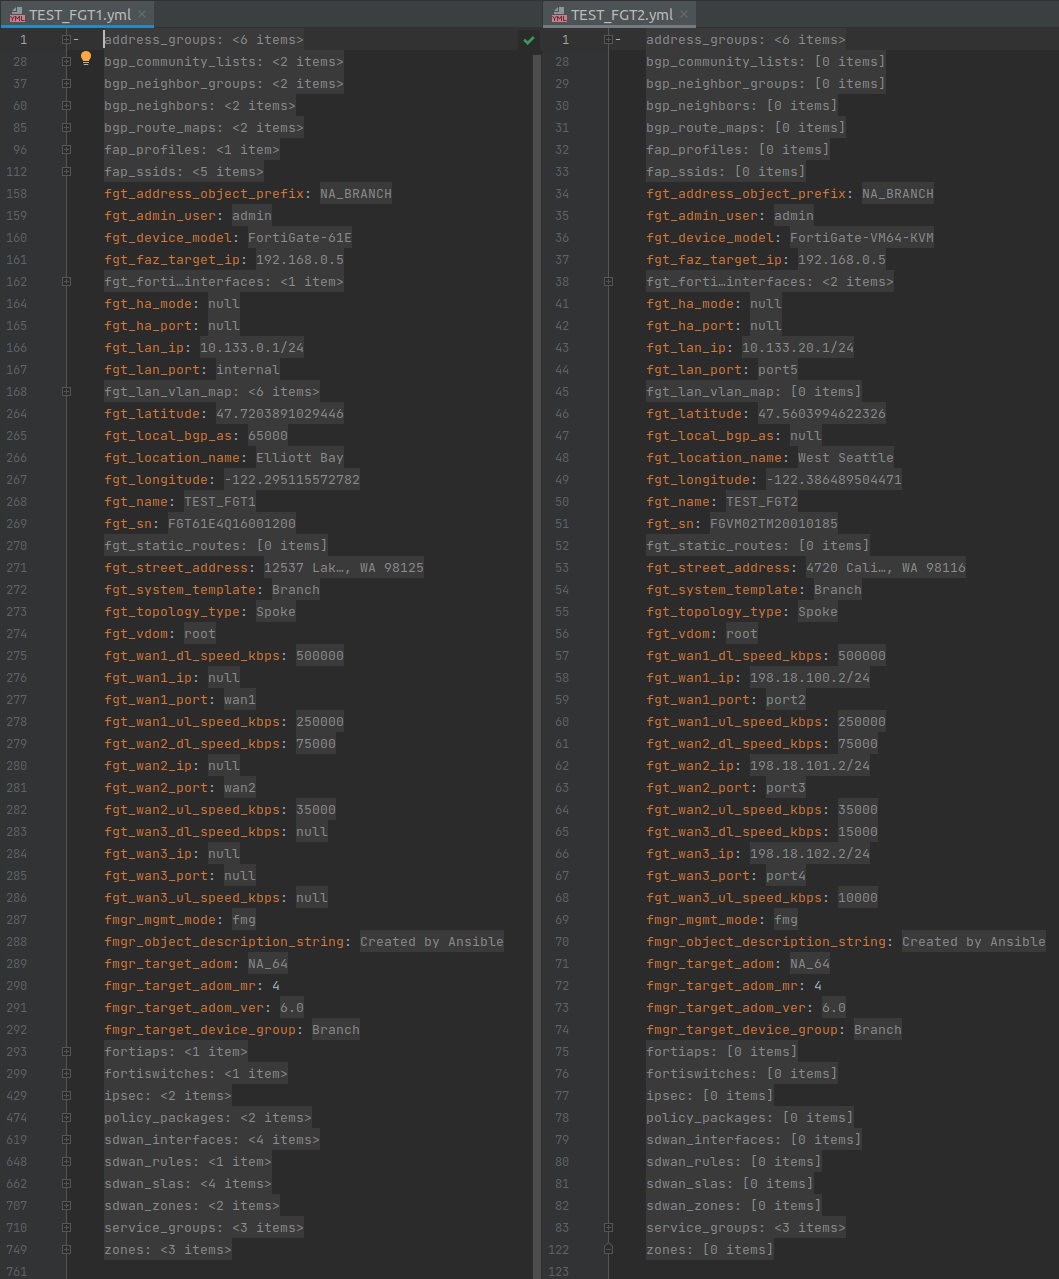 TEST_FGT1.yml
1 - address_groups: <6 items>
28 bgp_community_lists: <2 items>
37 bgp_neighbor_groups: <2 items>
60 bgp_neighbors: <2 items>
85 bgp_route_maps: <2 items>
96 fap_profiles: <1 item>
112 fap_ssids: <5 items>
158 fgt_address_object_prefix: NA_BRANCH
159 fgt_admin_user: admin
160 fgt_device_model: FortiGate-61E
161 fgt_faz_target_ip: 192.168.0.5
162 fgt_forti…interfaces: <1 item>
164 fgt_ha_mode: null
165 fgt_ha_port: null
166 fgt_lan_ip: 10.133.0.1/24
167 fgt_lan_port: internal
168 fgt_lan_vlan_map: <6 items>
264 fgt_latitude: 47.7203891029446
265 fgt_local_bgp_as: 65000
266 fgt_location_name: Elliott Bay
267 fgt_longitude: -122.295115572782
268 fgt_name: TEST_FGT1
269 fgt_sn: FGT61E4Q16001200
270 fgt_static_routes: [0 items]
271 fgt_street_address: 12537 Lak…, WA 98125
272 fgt_system_template: Branch
273 fgt_topology_type: Spoke
274 fgt_vdom: root
275 fgt_wan1_dl_speed_kbps: 500000
276 fgt_wan1_ip: null
277 fgt_wan1_port: wan1
278 fgt_wan1_ul_speed_kbps: 250000
279 fgt_wan2_dl_speed_kbps: 75000
280 fgt_wan2_ip: null
281 fgt_wan2_port: wan2
282 fgt_wan2_ul_speed_kbps: 35000
283 fgt_wan3_dl_speed_kbps: null
284 fgt_wan3_ip: null
285 fgt_wan3_port: null
286 fgt_wan3_ul_speed_kbps: null
287 fmgr_mgmt_mode: fmg
288 fmgr_object_description_string: Created by Ansible
289 fmgr_target_adom: NA_64
290 fmgr_target_adom_mr: 4
291 fmgr_target_adom_ver: 6.0
292 fmgr_target_device_group: Branch
293 fortiaps: <1 item>
299 fortiswitches: <1 item>
429 ipsec: <2 items>
474 policy_packages: <2 items>
619 sdwan_interfaces: <4 items>
648 sdwan_rules: <1 item>
662 sdwan_slas: <4 items>
707 sdwan_zones: <2 items>
710 service_groups: <3 items>
749 zones: <3 items>
761
TEST_FGT2.yml
1 - address_groups: <6 items>
28 bgp_community_lists: [0 items]
29 bgp_neighbor_groups: [0 items]
30 bgp_neighbors: [0 items]
31 bgp_route_maps: [0 items]
32 fap_profiles: [0 items]
33 fap_ssids: [0 items]
34 fgt_address_object_prefix: NA_BRANCH
35 fgt_admin_user: admin
36 fgt_device_model: FortiGate-VM64-KVM
37 fgt_faz_target_ip: 192.168.0.5
38 fgt_forti…interfaces: <2 items>
41 fgt_ha_mode: null
42 fgt_ha_port: null
43 fgt_lan_ip: 10.133.20.1/24
44 fgt_lan_port: port5
45 fgt_lan_vlan_map: [0 items]
46 fgt_latitude: 47.5603994622326
47 fgt_local_bgp_as: null
48 fgt_location_name: West Seattle
49 fgt_longitude: -122.386489504471
50 fgt_name: TEST_FGT2
51 fgt_sn: FGVM02TM20010185
52 fgt_static_routes: [0 items]
53 fgt_street_address: 4720 Cali…, WA 98116
54 fgt_system_template: Branch
55 fgt_topology_type: Spoke
56 fgt_vdom: root
57 fgt_wan1_dl_speed_kbps: 500000
58 fgt_wan1_ip: 198.18.100.2/24
59 fgt_wan1_port: port2
60 fgt_wan1_ul_speed_kbps: 250000
61 fgt_wan2_dl_speed_kbps: 75000
62 fgt_wan2_ip: 198.18.101.2/24
63 fgt_wan2_port: port3
64 fgt_wan2_ul_speed_kbps: 35000
65 fgt_wan3_dl_speed_kbps: 15000
66 fgt_wan3_ip: 198.18.102.2/24
67 fgt_wan3_port: port4
68 fgt_wan3_ul_speed_kbps: 10000
69 fmgr_mgmt_mode: fmg
70 fmgr_object_description_string: Created by Ansible
71 fmgr_target_adom: NA_64
72 fmgr_target_adom_mr: 4
73 fmgr_target_adom_ver: 6.0
74 fmgr_target_device_group: Branch
75 fortiaps: [0 items]
76 fortiswitches: [0 items]
77 ipsec: [0 items]
78 policy_packages: [0 items]
79 sdwan_interfaces: [0 items]
80 sdwan_rules: [0 items]
81 sdwan_slas: [0 items]
82 sdwan_zones: [0 items]
83 service_groups: <3 items>
122 zones: [0 items]
123